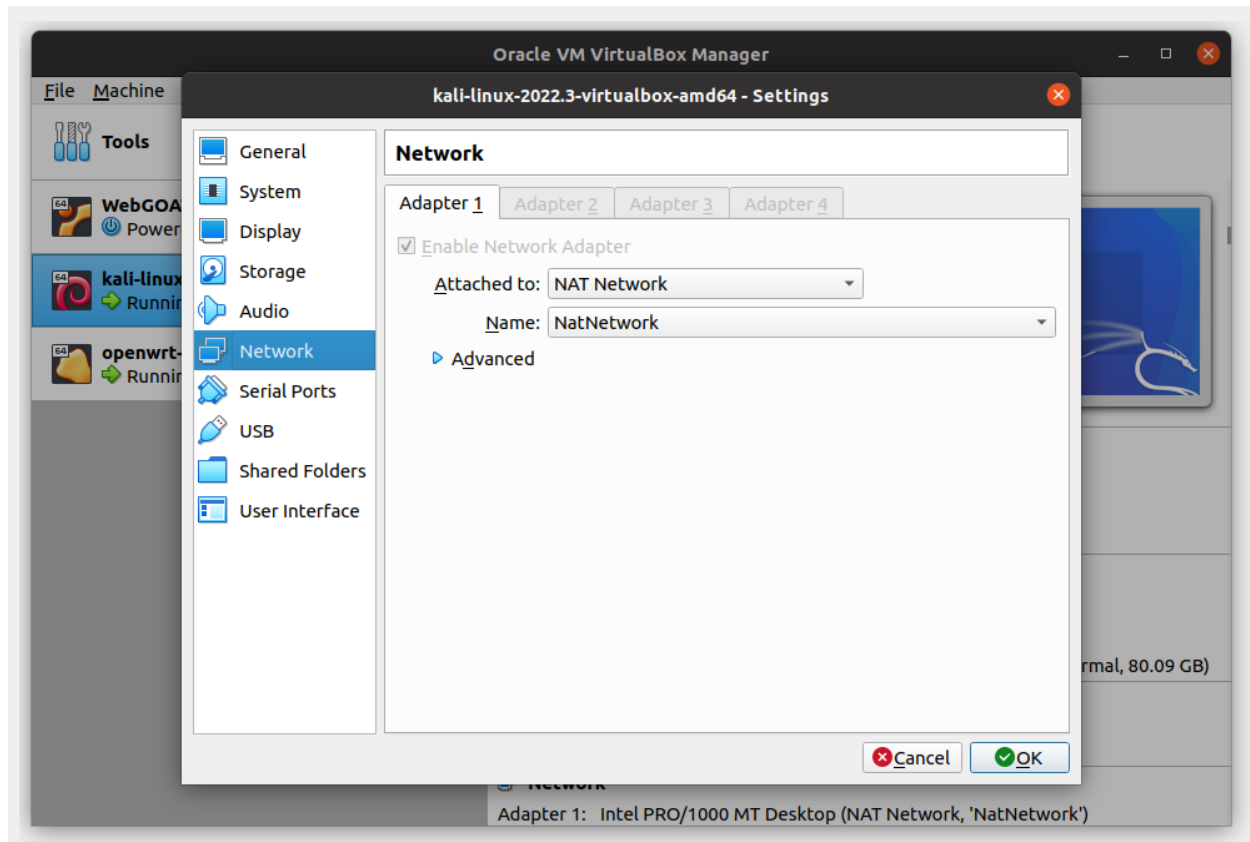 Oracle VM VirtualBox Manager
File Machine
kali-linux-2022.3-virtualbox-amd64 - Settings
Tools
64
WebGOA
Power
64
kali-linux
Runnin
64
openwrt-
Runnin
General
System
Display
Storage
Audio
Network
Serial Ports
USB
Shared Folders
User Interface
Network
Adapter 1 Adapter 2 Adapter 3 Adapter 4
Enable Network Adapter
Attached to: NAT Network
Name: NatNetwork
Advanced
rmal, 80.09 GB)
Cancel OK
Network
Adapter 1: Intel PRO/1000 MT Desktop (NAT Network, 'NatNetwork')